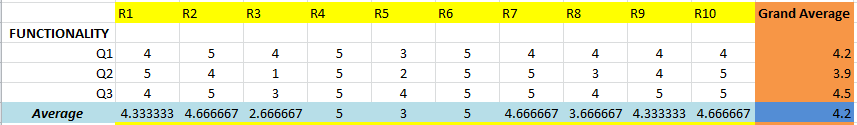 R1 R2 R3 R4 R5 R6 R7 R8 R9 R10 Grand Average
FUNCTIONALITY
Q1 4 5 4 5 3 5 4 4 4 4 4.2
Q2 5 4 1 5 2 5 5 3 4 5 3.9
Q3 4 5 3 5 4 5 5 4 5 5 4.5
Average 4.333333 4.666667 2.666667 5 3 5 4.666667 3.666667 4.333333 4.666667 4.2